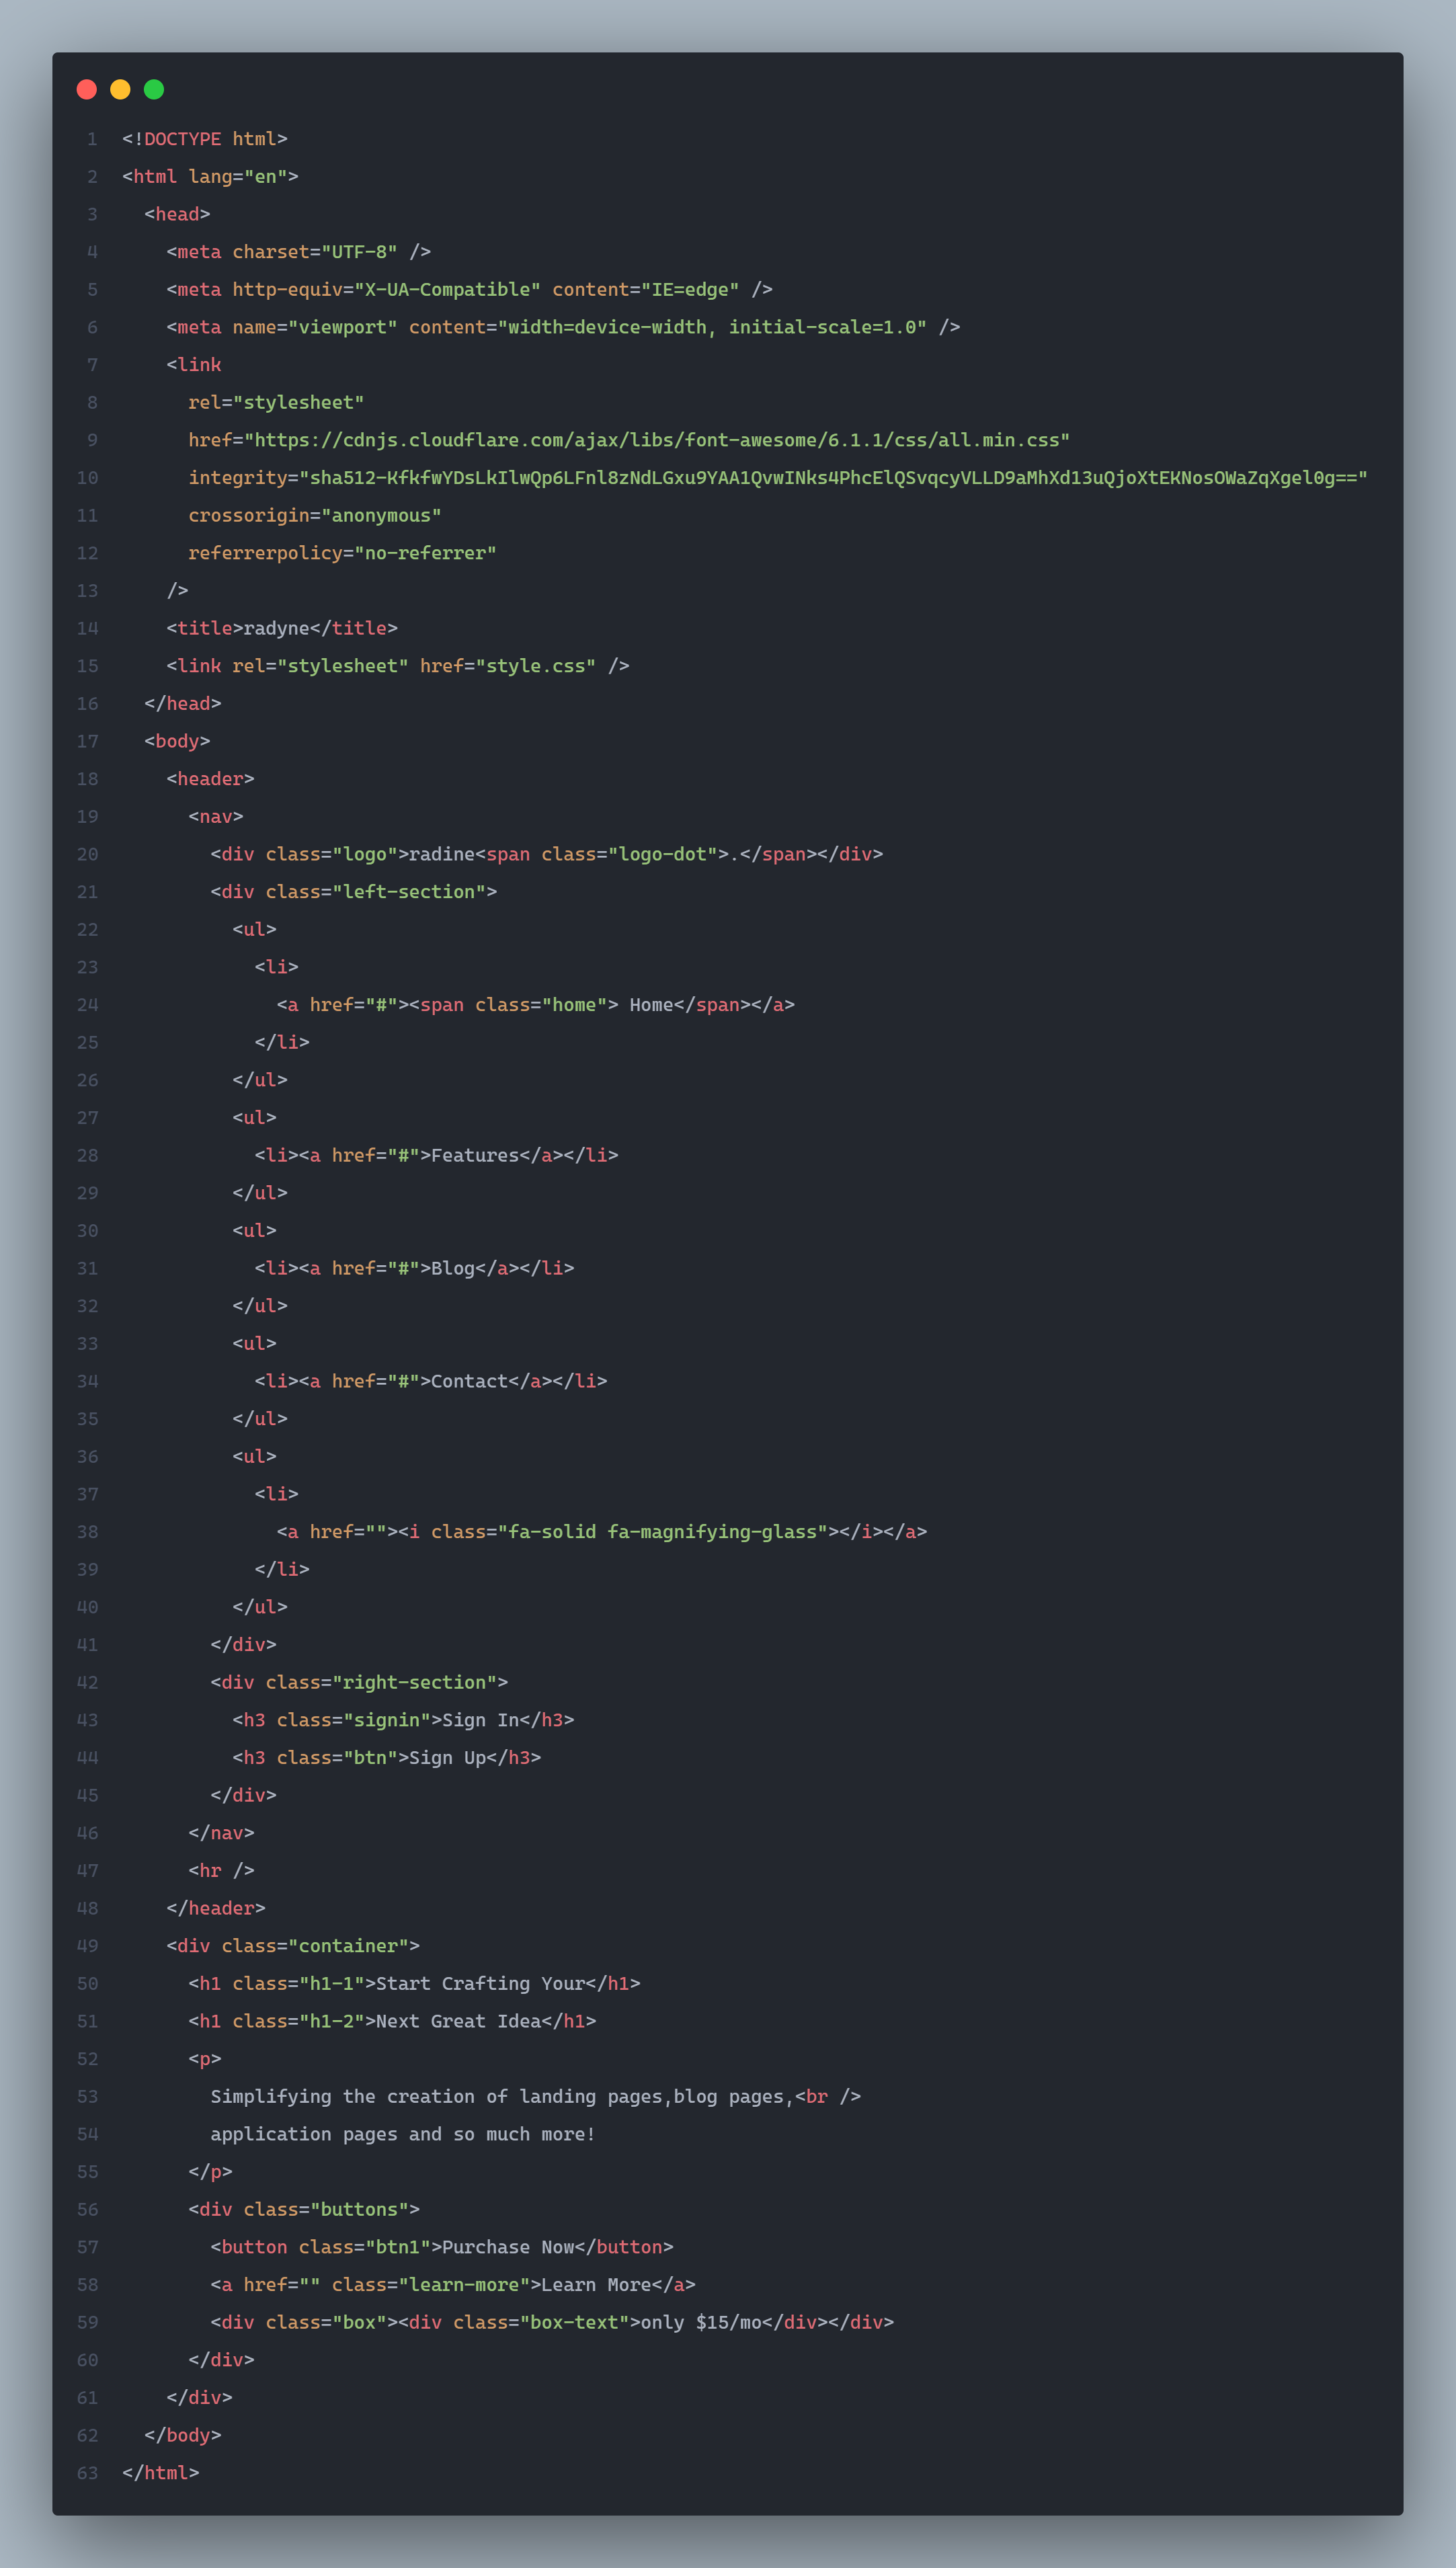 1 <!DOCTYPE html>
2 <html lang="en">
3   <head>
4     <meta charset="UTF-8" />
5     <meta http-equiv="X-UA-Compatible" content="IE=edge" />
6     <meta name="viewport" content="width=device-width, initial-scale=1.0" />
7     <link
8       rel="stylesheet"
9       href="https://cdnjs.cloudflare.com/ajax/libs/font-awesome/6.1.1/css/all.min.css"
10       integrity="sha512-KfkfwYDsLkIlwQp6LFnl8zNdLGxu9YAA1QvwINks4PhcElQSvqcyVLLD9aMhXd13uQjoXtEKNosOWaZqXgel0g=="
11       crossorigin="anonymous"
12       referrerpolicy="no-referrer"
13     />
14     <title>radyne</title>
15     <link rel="stylesheet" href="style.css" />
16   </head>
17   <body>
18     <header>
19       <nav>
20         <div class="logo">radine<span class="logo-dot">.</span></div>
21         <div class="left-section">
22           <ul>
23             <li>
24               <a href="#"><span class="home"> Home</span></a>
25             </li>
26           </ul>
27           <ul>
28             <li><a href="#">Features</a></li>
29           </ul>
30           <ul>
31             <li><a href="#">Blog</a></li>
32           </ul>
33           <ul>
34             <li><a href="#">Contact</a></li>
35           </ul>
36           <ul>
37             <li>
38               <a href=""><i class="fa-solid fa-magnifying-glass"></i></a>
39             </li>
40           </ul>
41         </div>
42         <div class="right-section">
43           <h3 class="signin">Sign In</h3>
44           <h3 class="btn">Sign Up</h3>
45         </div>
46       </nav>
47       <hr />
48     </header>
49     <div class="container">
50       <h1 class="h1-1">Start Crafting Your</h1>
51       <h1 class="h1-2">Next Great Idea</h1>
52       <p>
53         Simplifying the creation of landing pages,blog pages,<br />
54         application pages and so much more!
55       </p>
56       <div class="buttons">
57         <button class="btn1">Purchase Now</button>
58         <a href="" class="learn-more">Learn More</a>
59         <div class="box"><div class="box-text">only $15/mo</div></div>
60       </div>
61     </div>
62   </body>
63 </html>